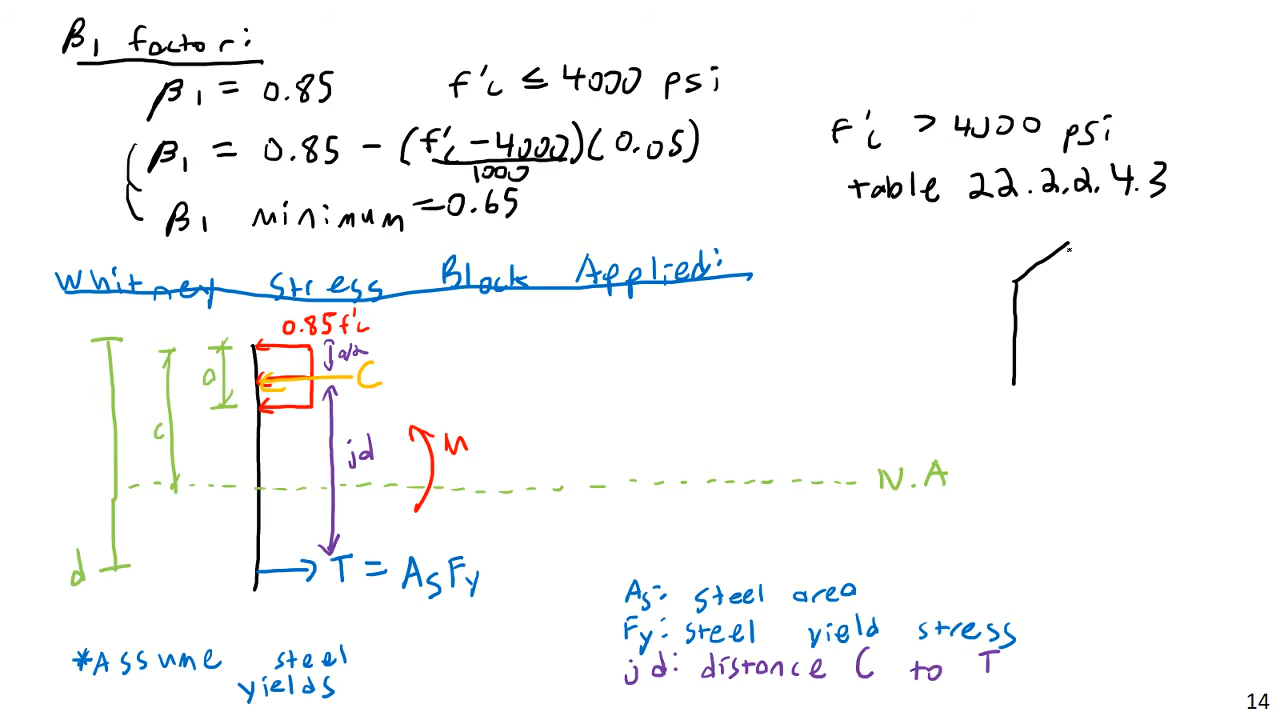 β1 factor:
β1 = 0.85 f'c ≤ 4000 psi
β1 = 0.85 - (f'c - 4000)(0.05)
1000
f'c > 4000 psi
β1 minimum = 0.65
table 22.2.2.4.3
Whitney Stress Block Applied:
0.85f'c
a/2
a
C
c
jd
M
N.A
d
T = AsFy
As: steel area
Fy: steel yield stress
jd: distance C to T
*Assume steel
yields
14